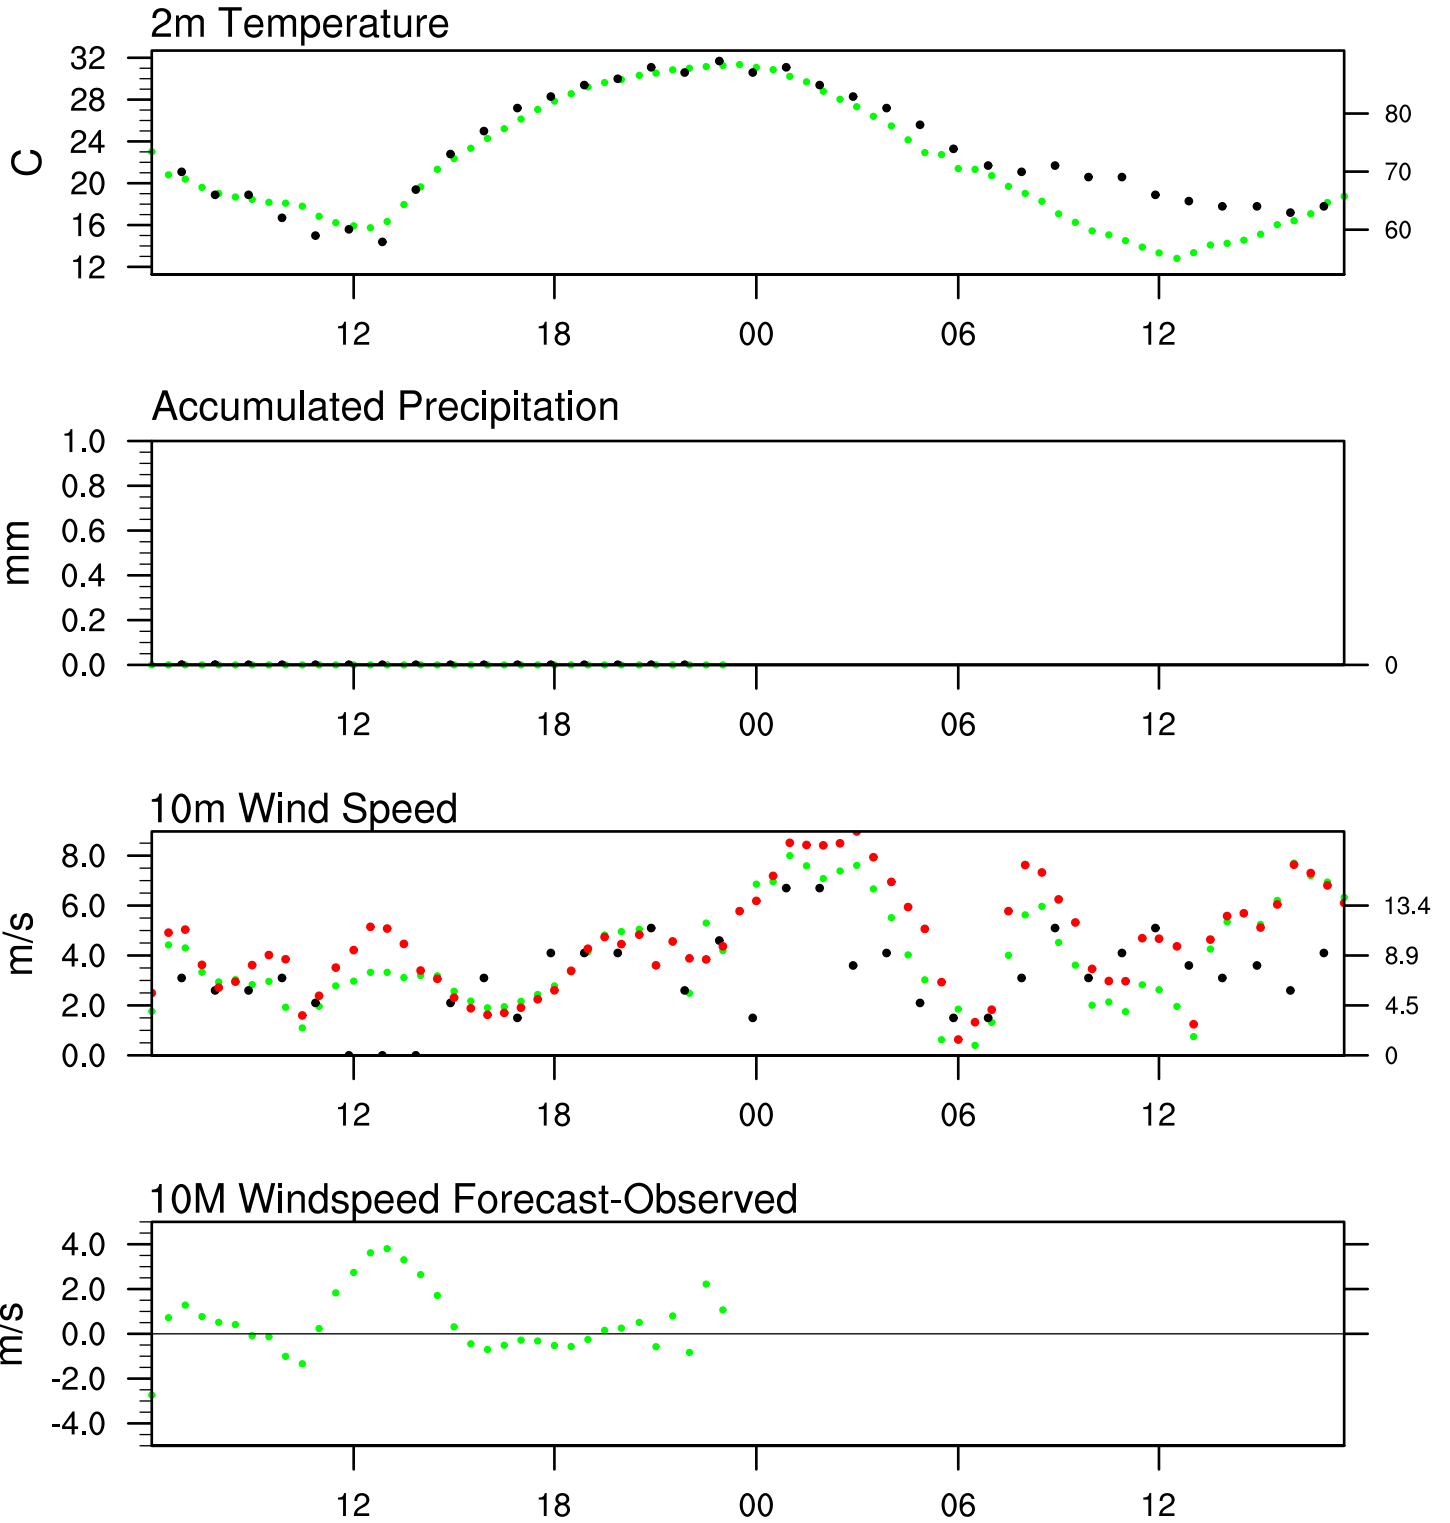 2m Temperature
32
28
24
20
16
12
C
80
70
60
12 18 00 06 12
Accumulated Precipitation
1.0
0.8
0.6
0.4
0.2
0.0
mm
0
12 18 00 06 12
10m Wind Speed
8.0
6.0
4.0
2.0
0.0
m/s
13.4
8.9
4.5
0
12 18 00 06 12
10M Windspeed Forecast-Observed
4.0
2.0
0.0
-2.0
-4.0
m/s
12 18 00 06 12